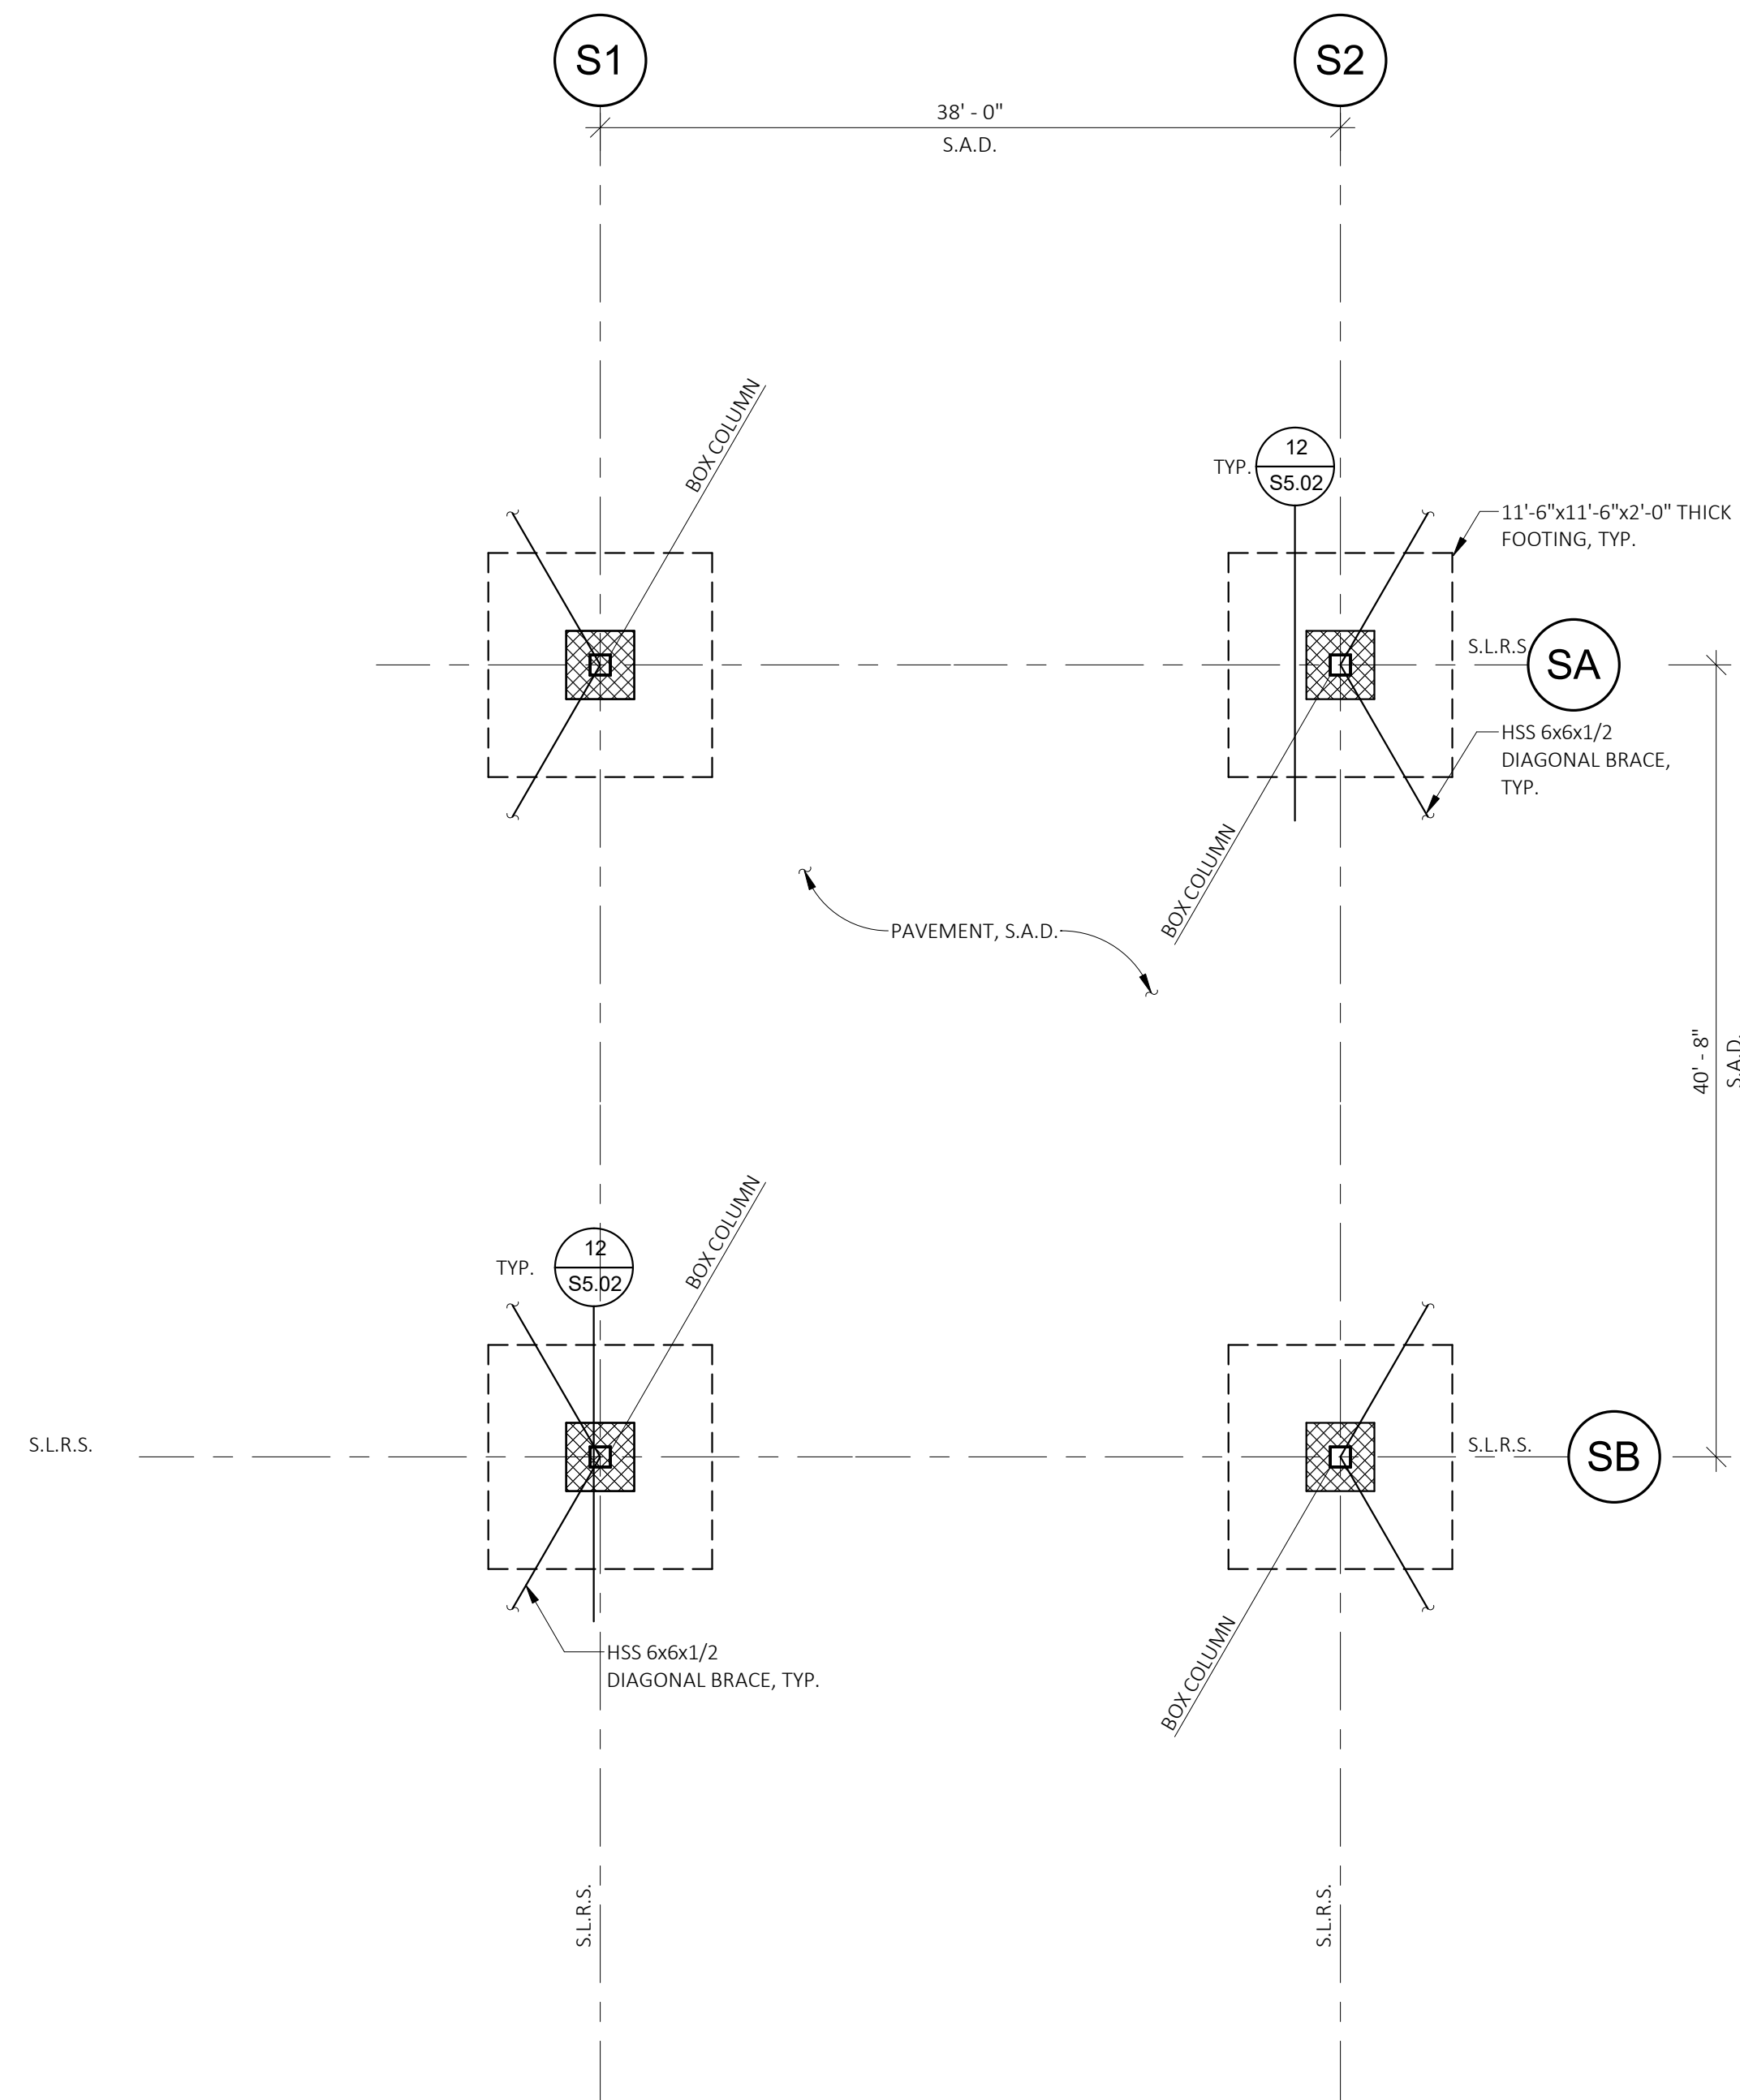 S1
S2
38' - 0"
S.A.D.
BOX COLUMN
TYP.
12
S5.02
11'-6"x11'-6"x2'-0" THICK
FOOTING, TYP.
S.L.R.S.
SA
HSS 6x6x1/2
DIAGONAL BRACE,
TYP.
BOX COLUMN
PAVEMENT, S.A.D.
40' - 8"
S.A.D.
BOX COLUMN
TYP.
12
S5.02
S.L.R.S.
S.L.R.S.
SB
HSS 6x6x1/2
DIAGONAL BRACE, TYP.
BOX COLUMN
S.L.R.S.
S.L.R.S.